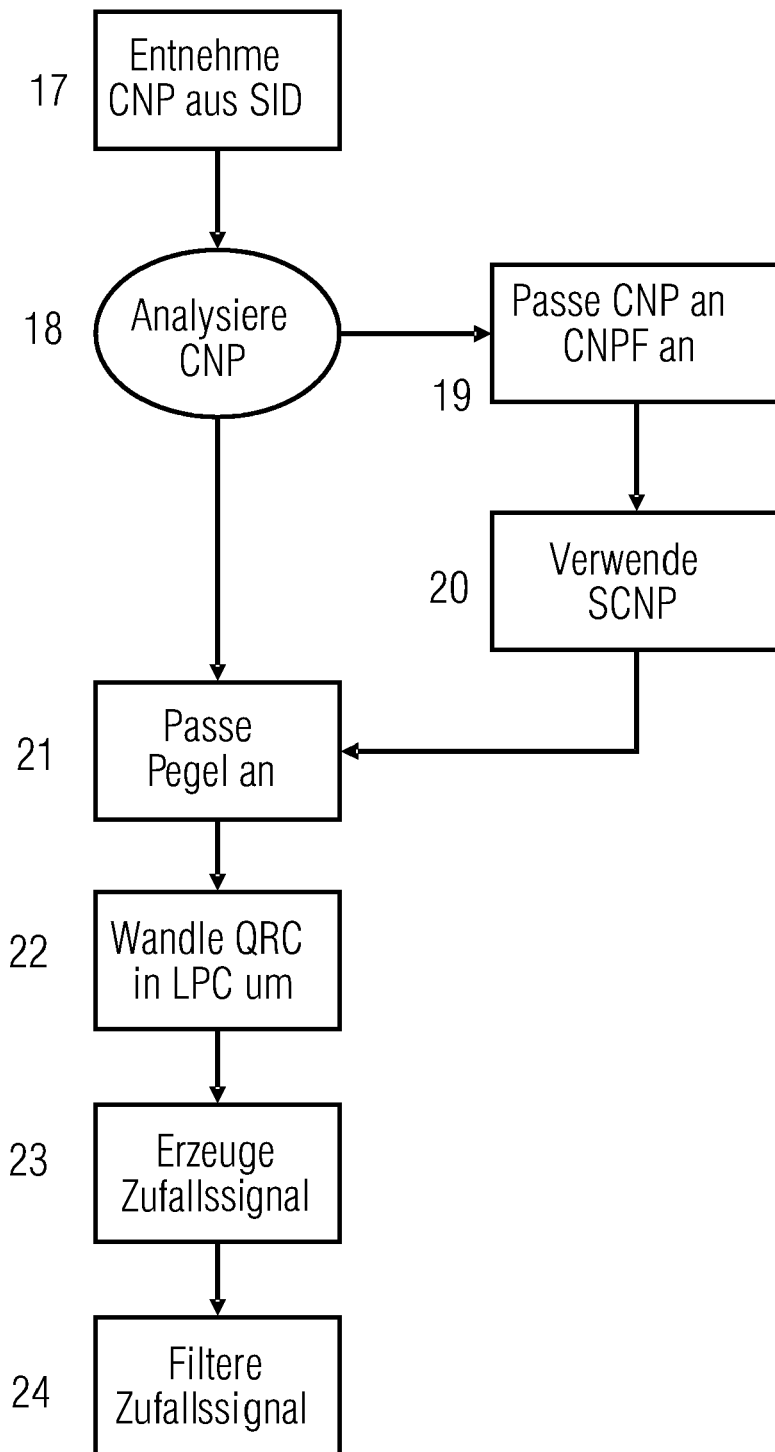 17
Entnehme
CNP aus SID
18
Analysiere
CNP
Passe CNP an
CNPF an
19
20
Verwende
SCNP
21
Passe
Pegel an
22
Wandle QRC
in LPC um
23
Erzeuge
Zufallssignal
24
Filtere
Zufallssignal